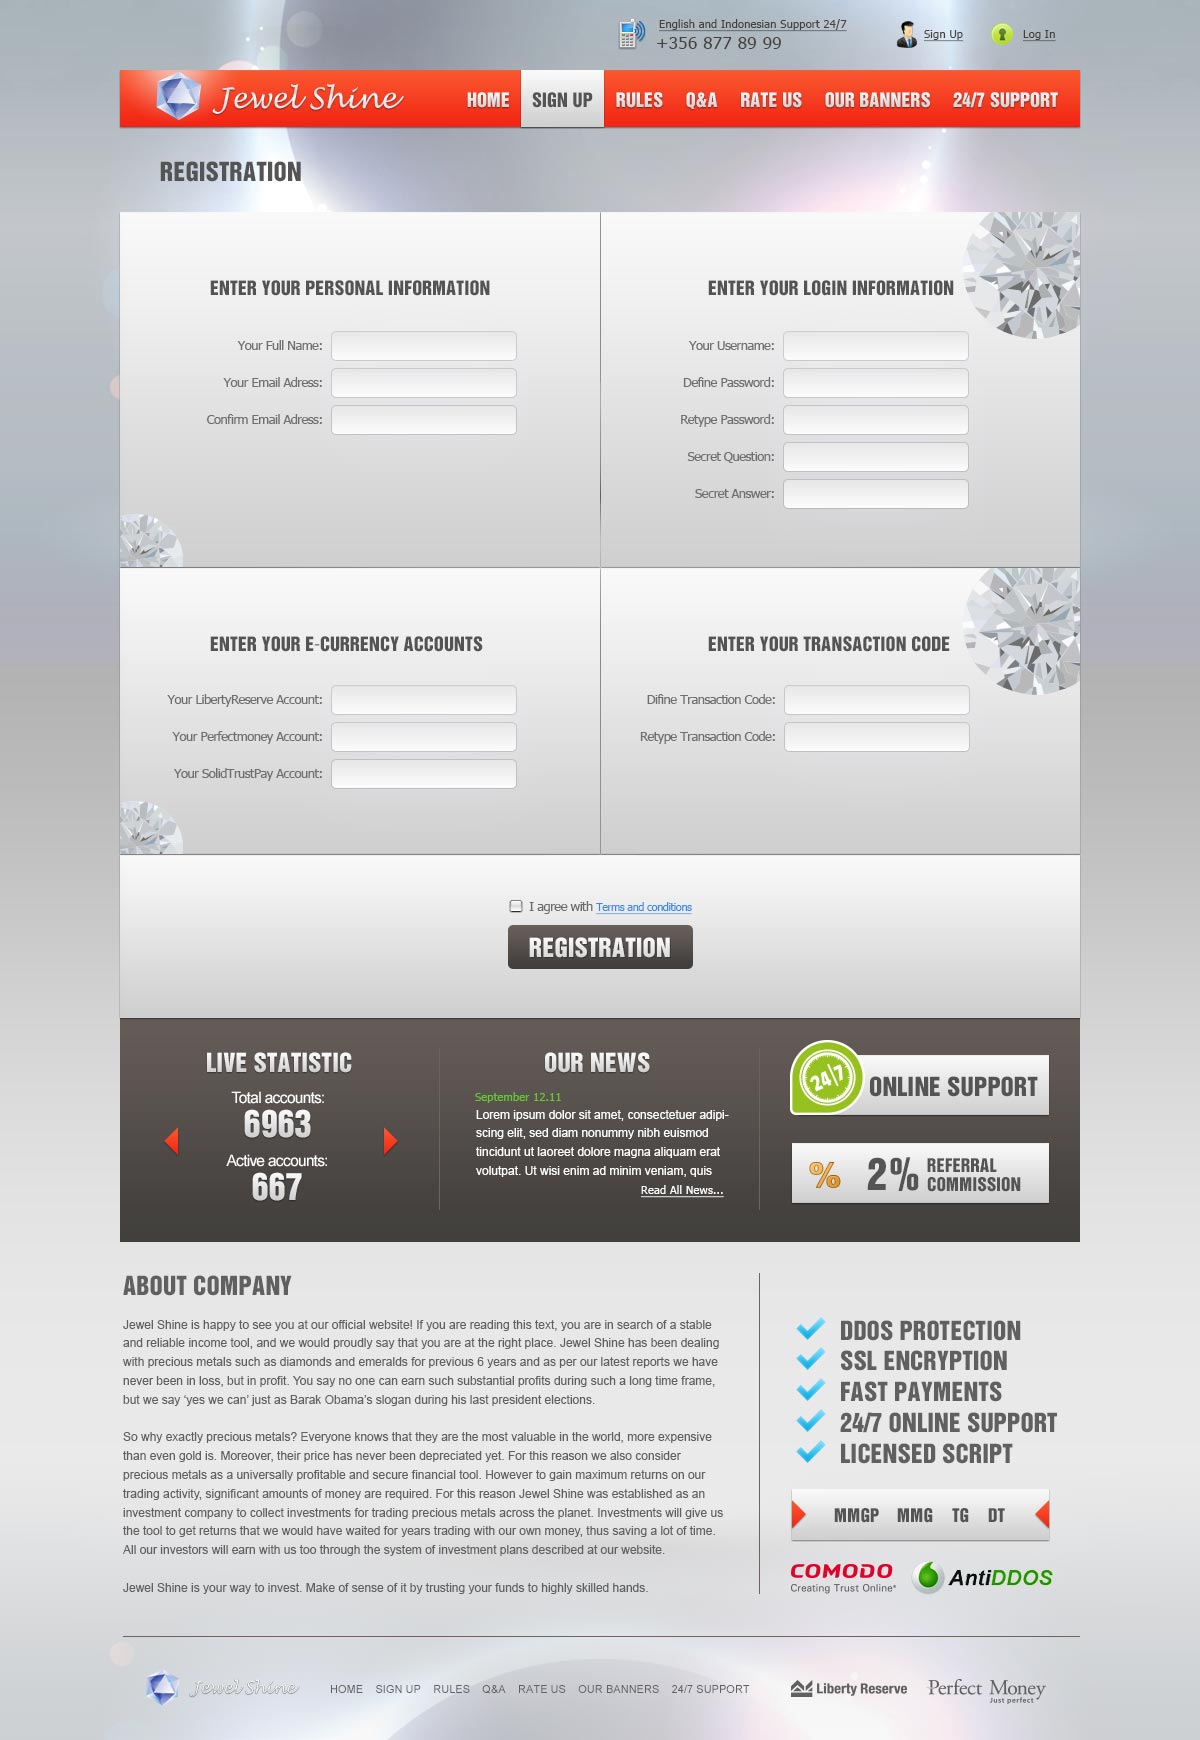 English and Indonesian Support 24/7
+356 877 89 99
Sign Up
Log In
Jewel Shine
HOME SIGN UP RULES Q&A RATE US OUR BANNERS 24/7 SUPPORT
REGISTRATION
ENTER YOUR PERSONAL INFORMATION
Your Full Name:
Your Email Adress:
Confirm Email Adress:
ENTER YOUR LOGIN INFORMATION
Your Username:
Define Password:
Retype Password:
Secret Question:
Secret Answer:
ENTER YOUR E-CURRENCY ACCOUNTS
Your LibertyReserve Account:
Your Perfectmoney Account:
Your SolidTrustPay Account:
ENTER YOUR TRANSACTION CODE
Difine Transaction Code:
Retype Transaction Code:
I agree with Terms and conditions
REGISTRATION
LIVE STATISTIC
Total accounts:
6963
Active accounts:
667
OUR NEWS
September 12.11
Lorem ipsum dolor sit amet, consectetuer adipi-
scing elit, sed diam nonummy nibh euismod
tincidunt ut laoreet dolore magna aliquam erat
volutpat. Ut wisi enim ad minim veniam, quis
Read All News...
24/7
ONLINE SUPPORT
% 2% REFERRAL
COMMISSION
ABOUT COMPANY
Jewel Shine is happy to see you at our official website! If you are reading this text, you are in search of a stable
and reliable income tool, and we would proudly say that you are at the right place. Jewel Shine has been dealing
with precious metals such as diamonds and emeralds for previous 6 years and as per our latest reports we have
never been in loss, but in profit. You say no one can earn such substantial profits during such a long time frame,
but we say ‘yes we can’ just as Barak Obama’s slogan during his last president elections.
So why exactly precious metals? Everyone knows that they are the most valuable in the world, more expensive
than even gold is. Moreover, their price has never been depreciated yet. For this reason we also consider
precious metals as a universally profitable and secure financial tool. However to gain maximum returns on our
trading activity, significant amounts of money are required. For this reason Jewel Shine was established as an
investment company to collect investments for trading precious metals across the planet. Investments will give us
the tool to get returns that we would have waited for years trading with our own money, thus saving a lot of time.
All our investors will earn with us too through the system of investment plans described at our website.
Jewel Shine is your way to invest. Make of sense of it by trusting your funds to highly skilled hands.
DDOS PROTECTION
SSL ENCRYPTION
FAST PAYMENTS
24/7 ONLINE SUPPORT
LICENSED SCRIPT
MMGP MMG TG DT
COMODO
Creating Trust Online*
AntiDDOS
Jewel Shine
HOME SIGN UP RULES Q&A RATE US OUR BANNERS 24/7 SUPPORT
Liberty Reserve
Perfect Money
Just perfect